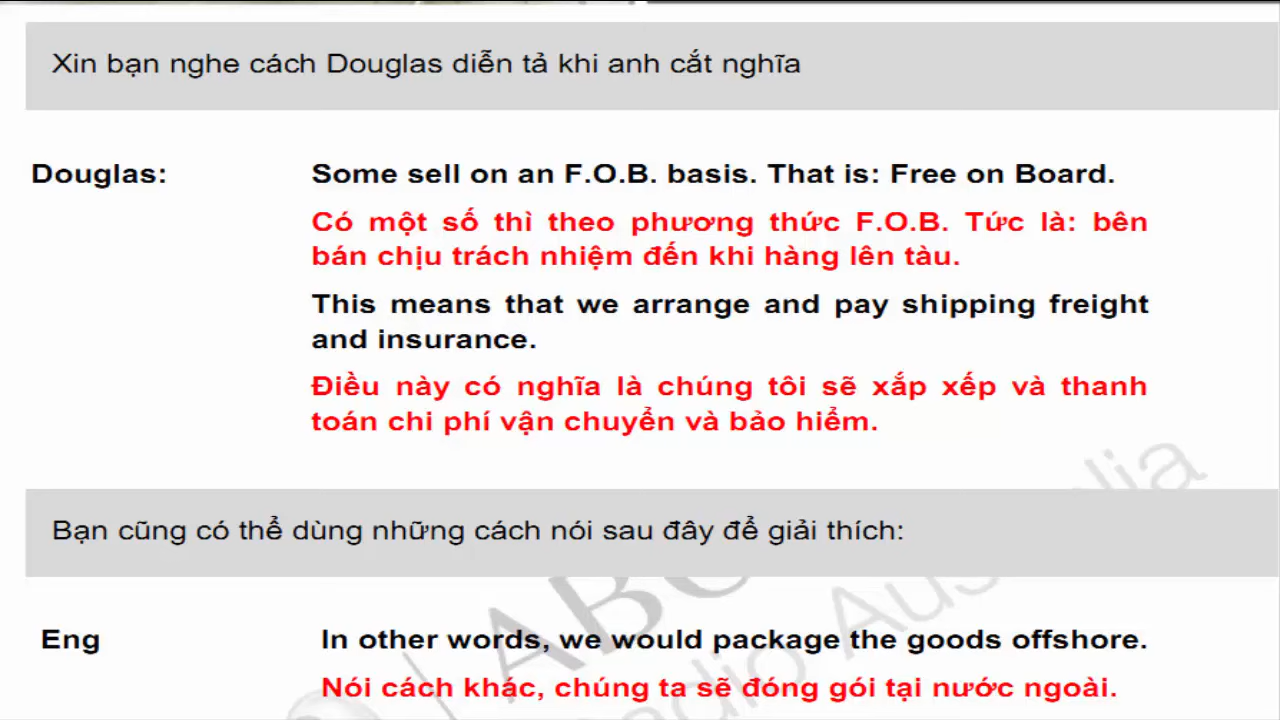 Xin bạn nghe cách Douglas diễn tả khi anh cắt nghĩa
Douglas: Some sell on an F.O.B. basis. That is: Free on Board.
Có một số thì theo phương thức F.O.B. Tức là: bên
bán chịu trách nhiệm đến khi hàng lên tàu.
This means that we arrange and pay shipping freight
and insurance.
Điều này có nghĩa là chúng tôi sẽ xắp xếp và thanh
toán chi phí vận chuyển và bảo hiểm.
Bạn cũng có thể dùng những cách nói sau đây để giải thích:
Eng In other words, we would package the goods offshore.
Nói cách khác, chúng ta sẽ đóng gói tại nước ngoài.
ABC
Radio Australia